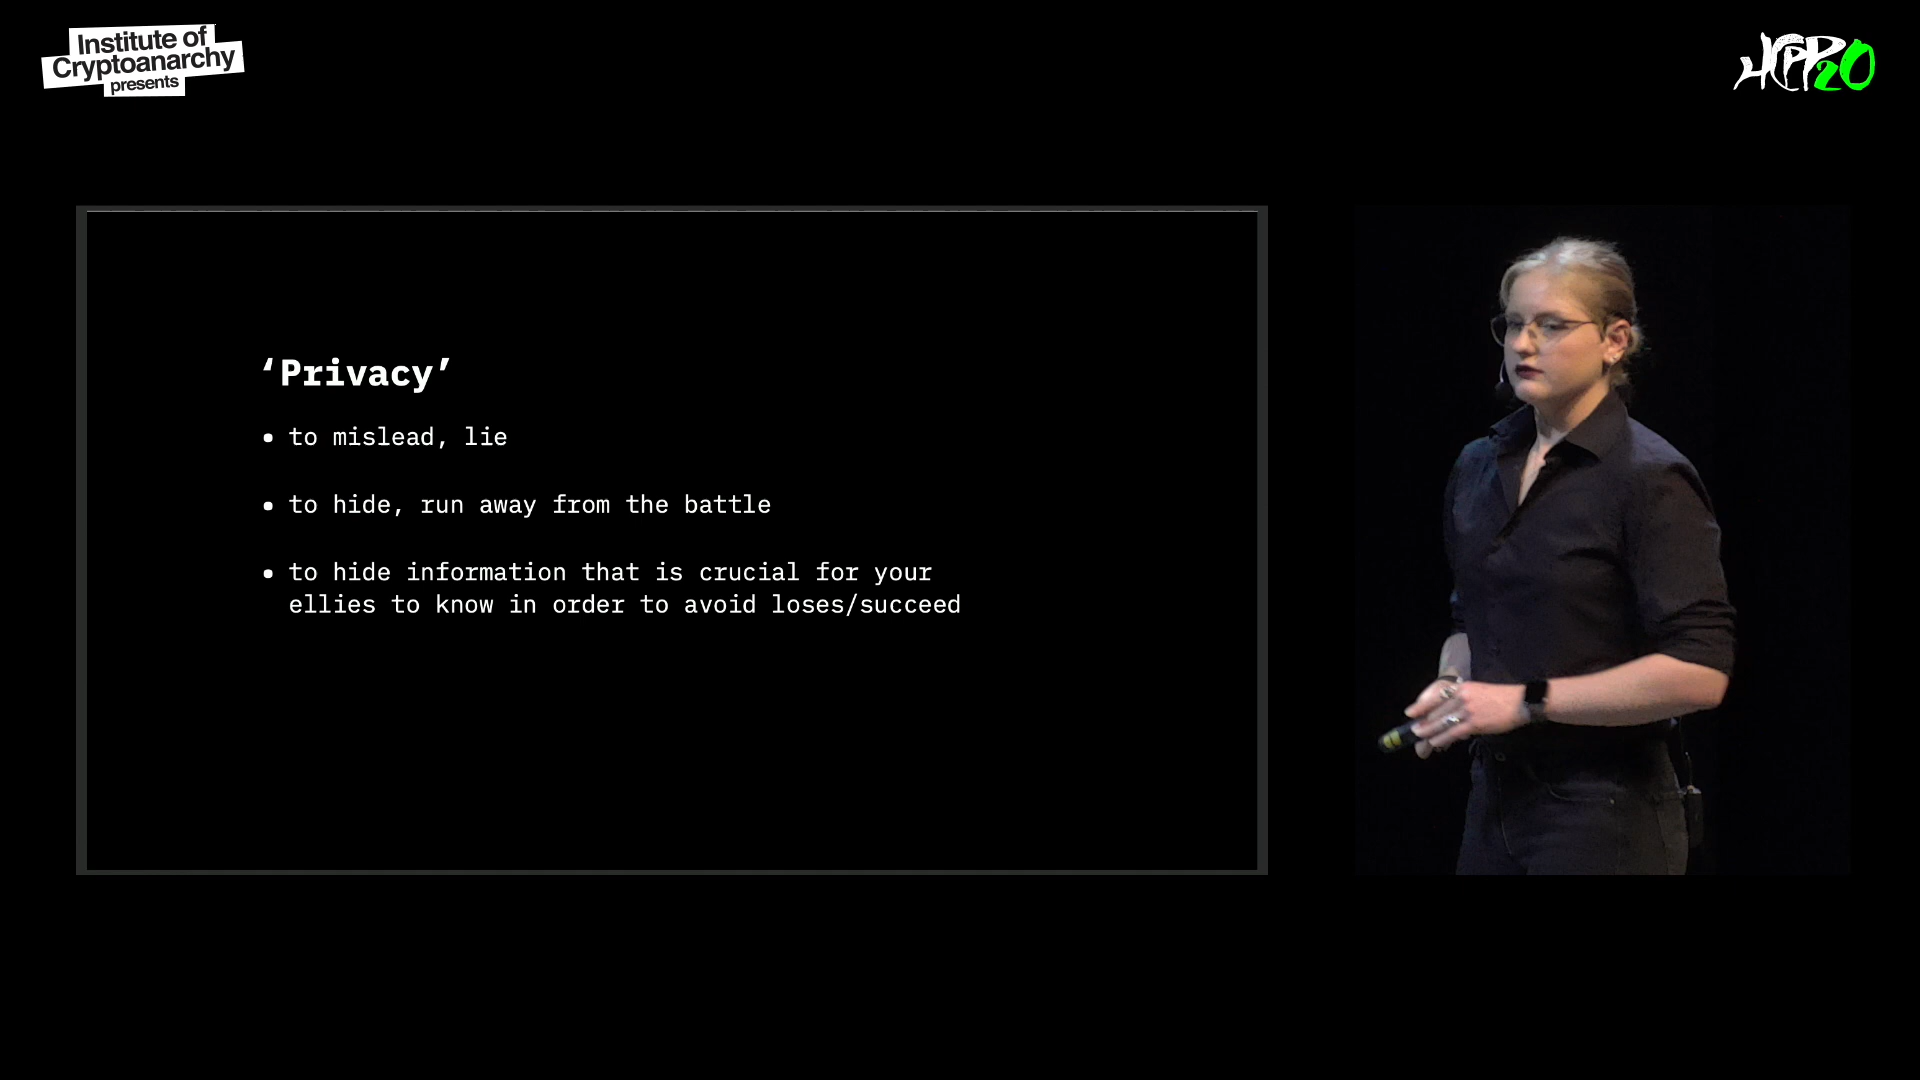 Institute of
Cryptoanarchy
presents
HCPP20
‘Privacy’
• to mislead, lie
• to hide, run away from the battle
• to hide information that is crucial for your
ellies to know in order to avoid loses/succeed